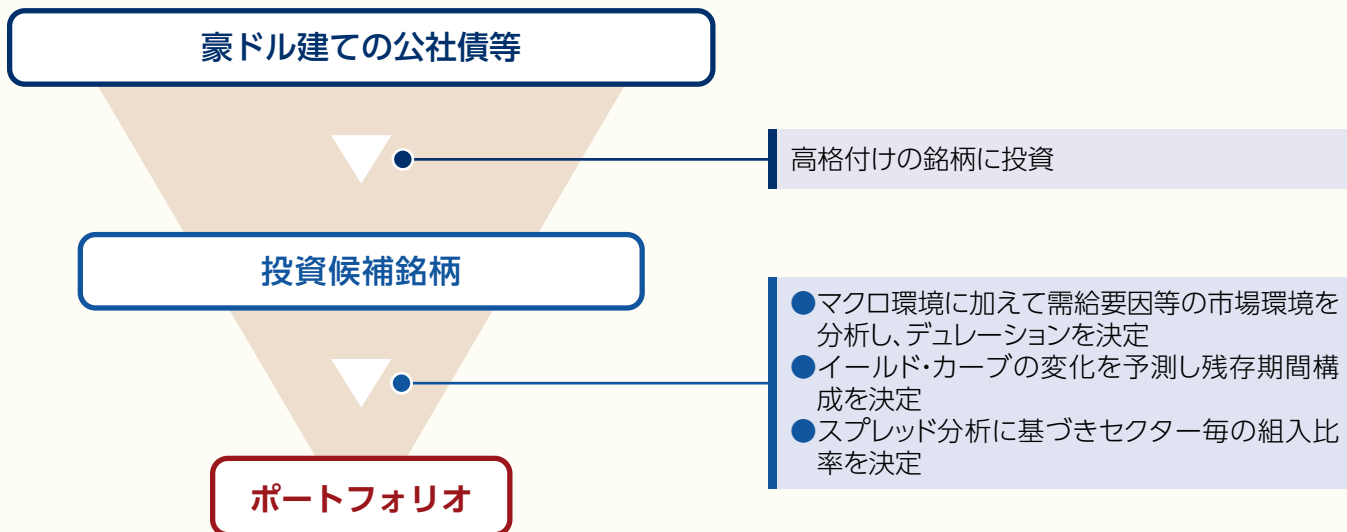 豪ドル建ての公社債等
高格付けの銘柄に投資
投資候補銘柄
●マクロ環境に加えて需給要因等の市場環境を
分析し、デュレーションを決定
●イールド・カーブの変化を予測し残存期間構
成を決定
●スプレッド分析に基づきセクター毎の組入比
率を決定
ポートフォリオ